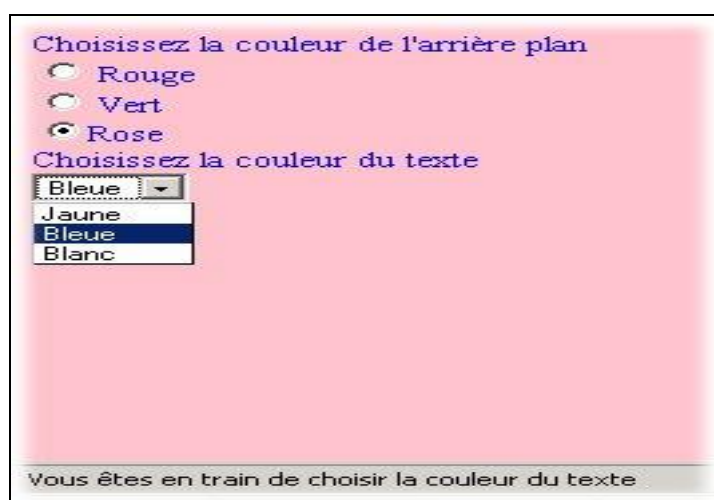 Choisissez la couleur de l'arrière plan
Rouge
Vert
Rose
Choisissez la couleur du texte
Bleue
Jaune
Bleue
Blanc
Vous êtes en train de choisir la couleur du texte